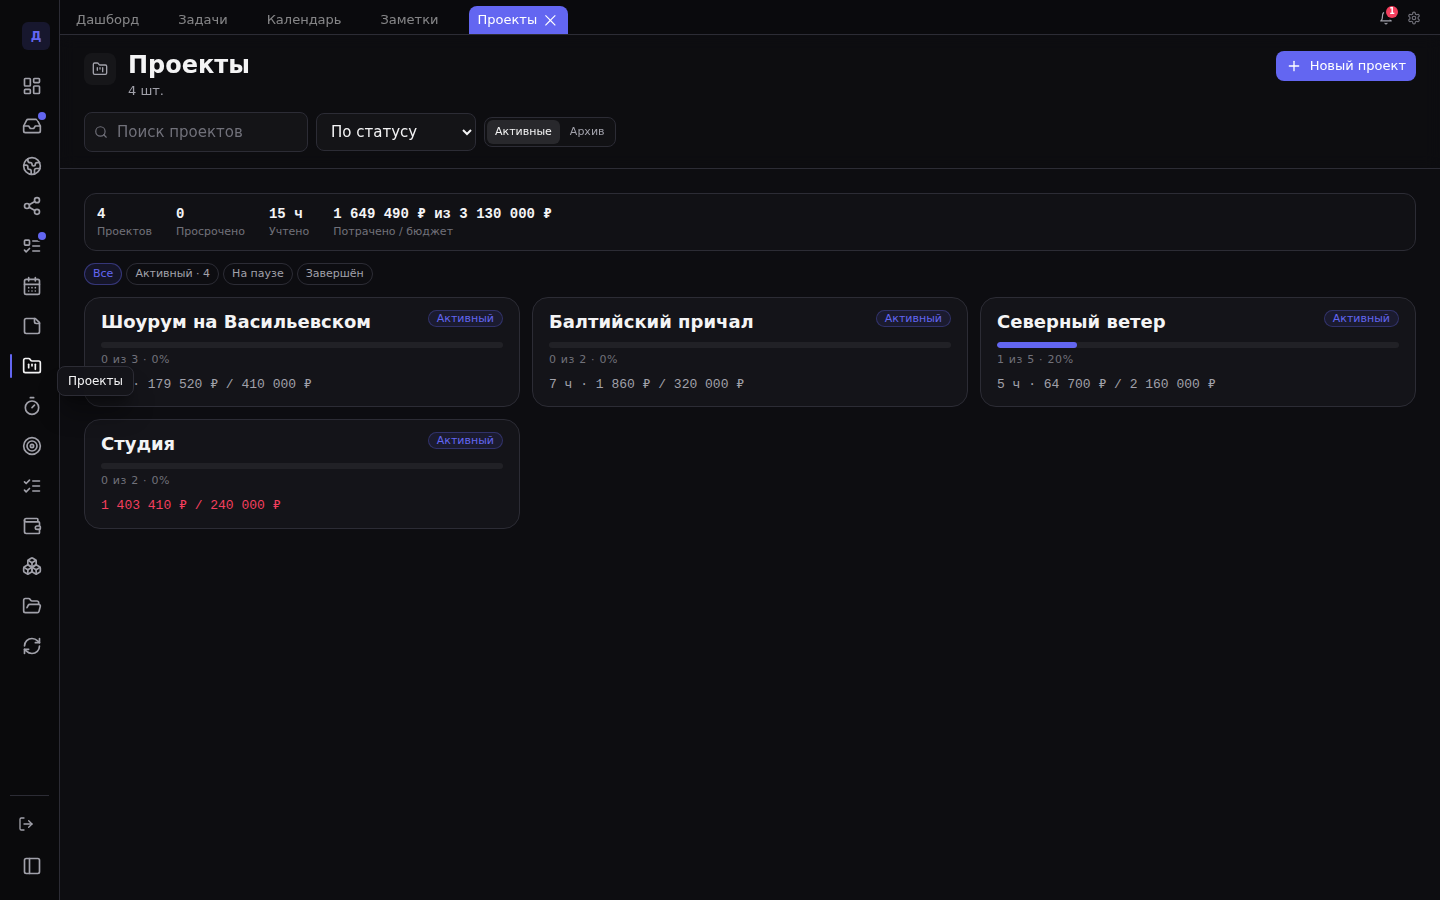 Д
Дашборд
Задачи
Календарь
Заметки
Проекты
1
Проекты
4 шт.
Новый проект
Поиск проектов
По статусу
Активные
Архив
4
Проектов
0
Просрочено
15 ч
Учтено
1 649 490 ₽ из 3 130 000 ₽
Потрачено / бюджет
Все
Активный · 4
На паузе
Завершён
Шоурум на Васильевском
Активный
0 из 3 · 0%
· 179 520 ₽ / 410 000 ₽
Балтийский причал
Активный
0 из 2 · 0%
7 ч · 1 860 ₽ / 320 000 ₽
Северный ветер
Активный
1 из 5 · 20%
5 ч · 64 700 ₽ / 2 160 000 ₽
Проекты
Студия
Активный
0 из 2 · 0%
1 403 410 ₽ / 240 000 ₽